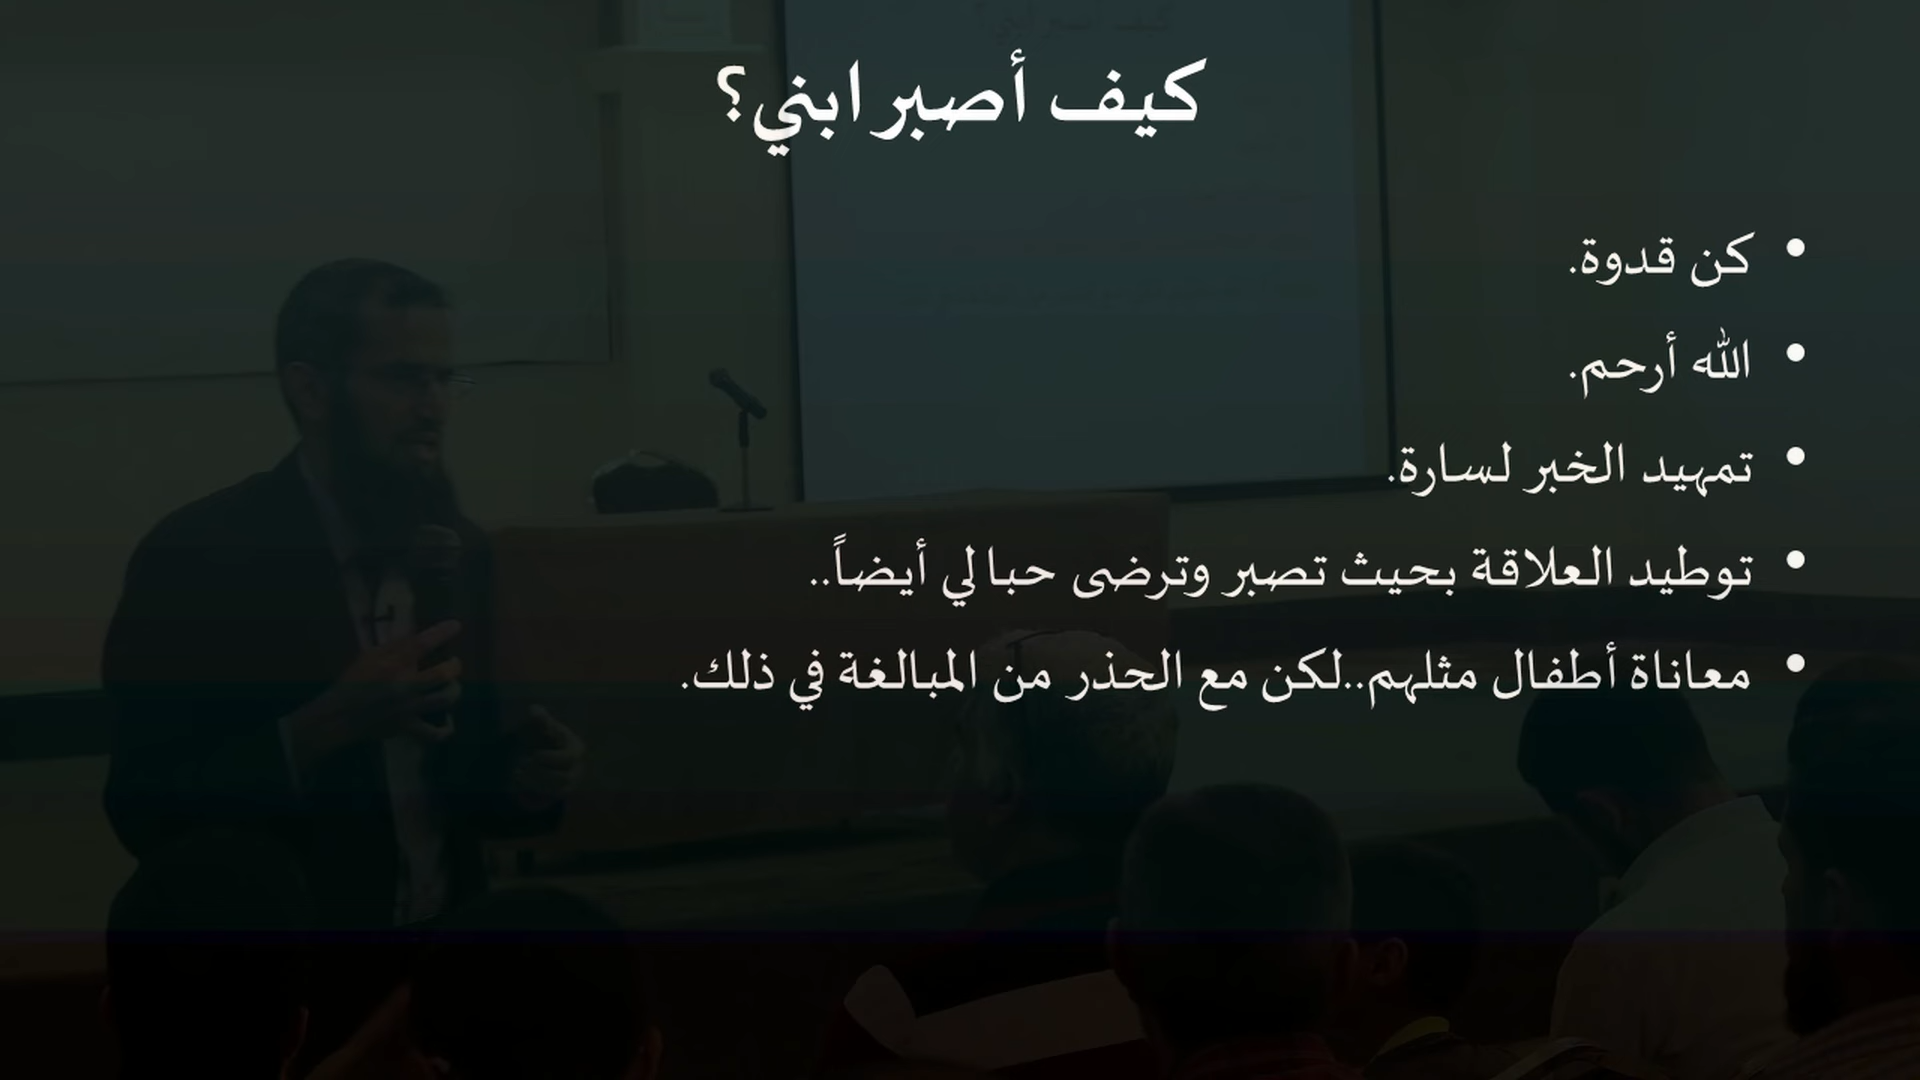 كيف أصبر ابني؟
• كن قدوة.
• الله أرحم.
• تمهيد الخبر لسارة.
• توطيد العلاقة بحيث تصبر وترضى حبا لي أيضاً..
• معاناة أطفال مثلهم..لكن مع الحذر من المبالغة في ذلك.